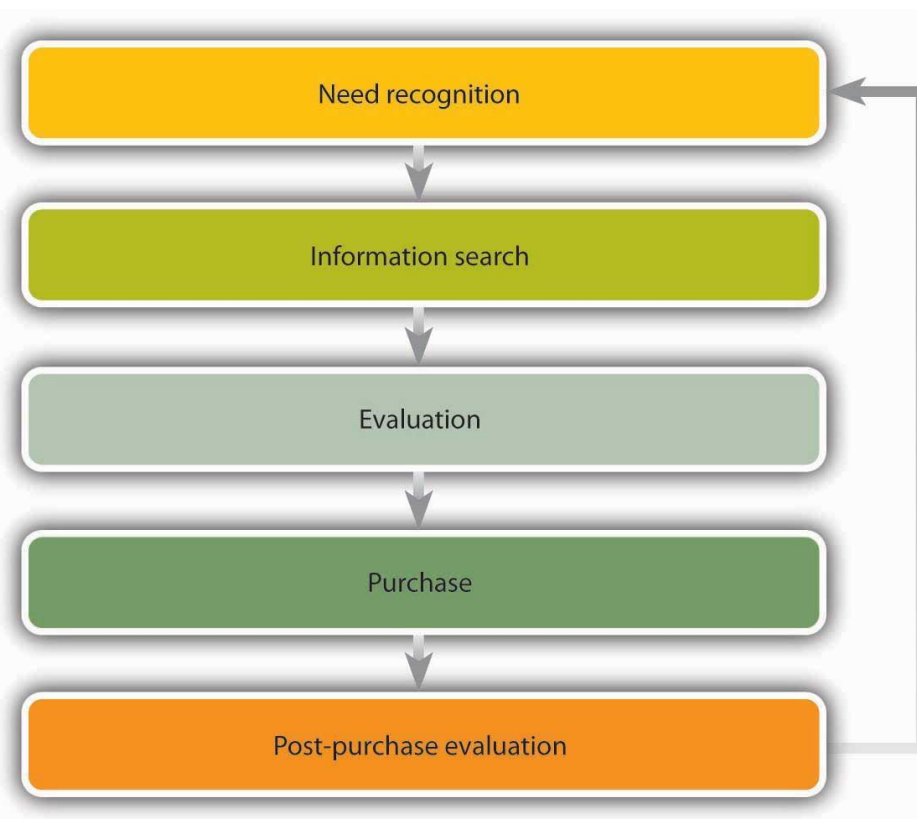 Need recognition
Information search
Evaluation
Purchase
Post-purchase evaluation